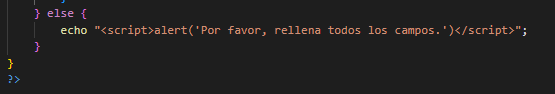 } else {
echo "<script>alert('Por favor, rellena todos los campos.')</script>";
}
}
?>